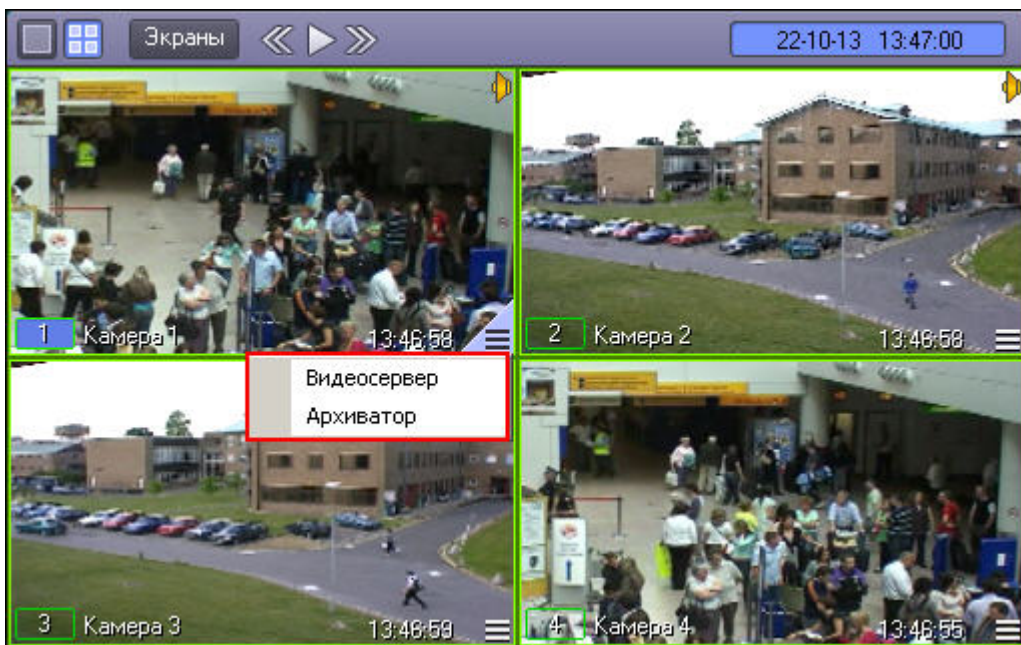 Экраны
22-10-13 13:47:00
1 Камера 1 13:46:58
2 Камера 2 13:46:58
Видеосервер
Архиватор
3 Камера 3 13:46:59
4 Камера 4 13:46:55